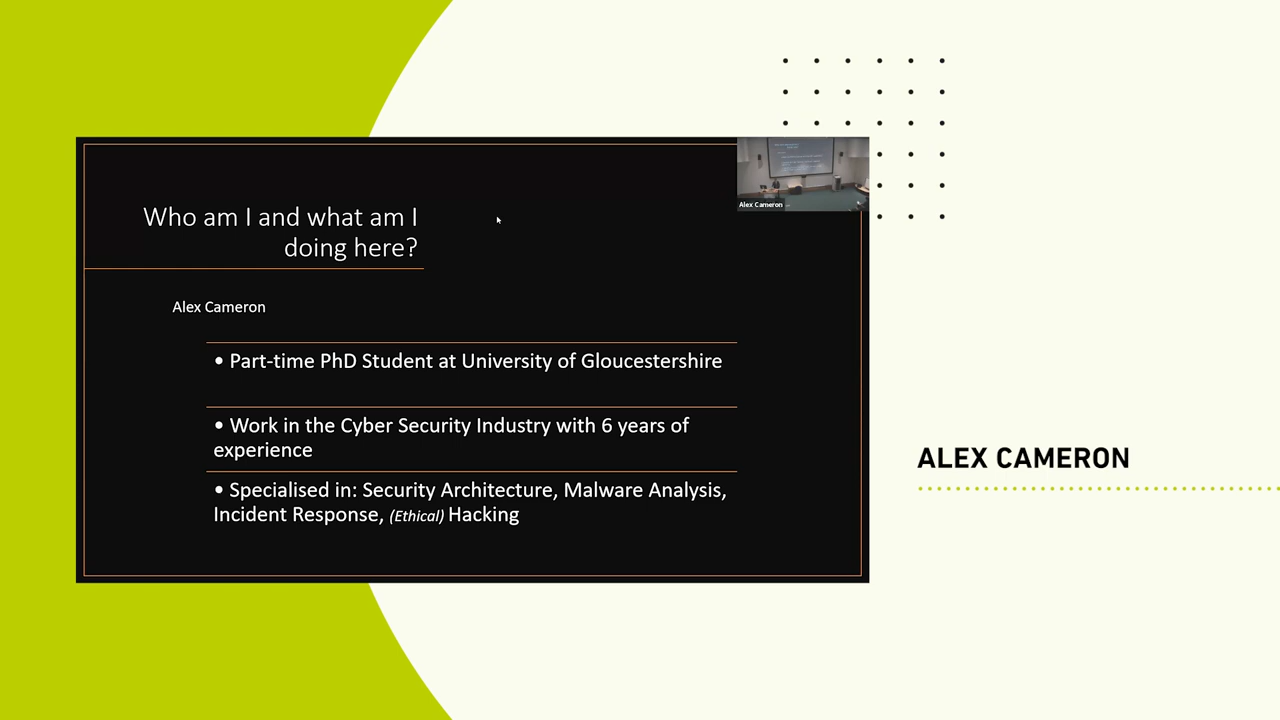 Who am I and what am I
doing here?
Alex Cameron
• Part-time PhD Student at University of Gloucestershire
• Work in the Cyber Security Industry with 6 years of
experience
• Specialised in: Security Architecture, Malware Analysis,
Incident Response, (Ethical) Hacking
Alex Cameron
ALEX CAMERON